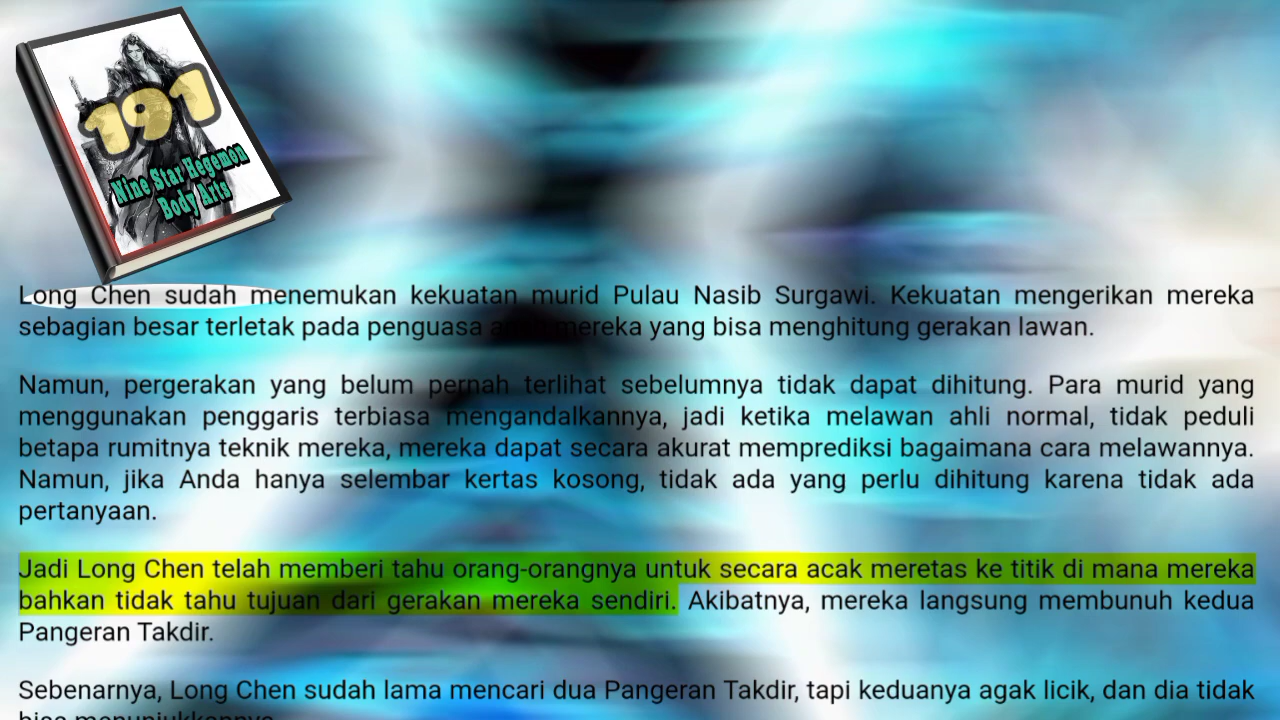 191
Nine Star Hegemon
Body Arts
Long Chen sudah menemukan kekuatan murid Pulau Nasib Surgawi. Kekuatan mengerikan mereka
sebagian besar terletak pada penguasa mereka yang bisa menghitung gerakan lawan.
Namun, pergerakan yang belum pernah terlihat sebelumnya tidak dapat dihitung. Para murid yang
menggunakan penggaris terbiasa mengandalkannya, jadi ketika melawan ahli normal, tidak peduli
betapa rumitnya teknik mereka, mereka dapat secara akurat memprediksi bagaimana cara melawannya.
Namun, jika Anda hanya selembar kertas kosong, tidak ada yang perlu dihitung karena tidak ada
pertanyaan.
Jadi Long Chen telah memberi tahu orang-orangnya untuk secara acak meretas ke titik di mana mereka
bahkan tidak tahu tujuan dari gerakan mereka sendiri. Akibatnya, mereka langsung membunuh kedua
Pangeran Takdir.
Sebenarnya, Long Chen sudah lama mencari dua Pangeran Takdir, tapi keduanya agak licik, dan dia tidak